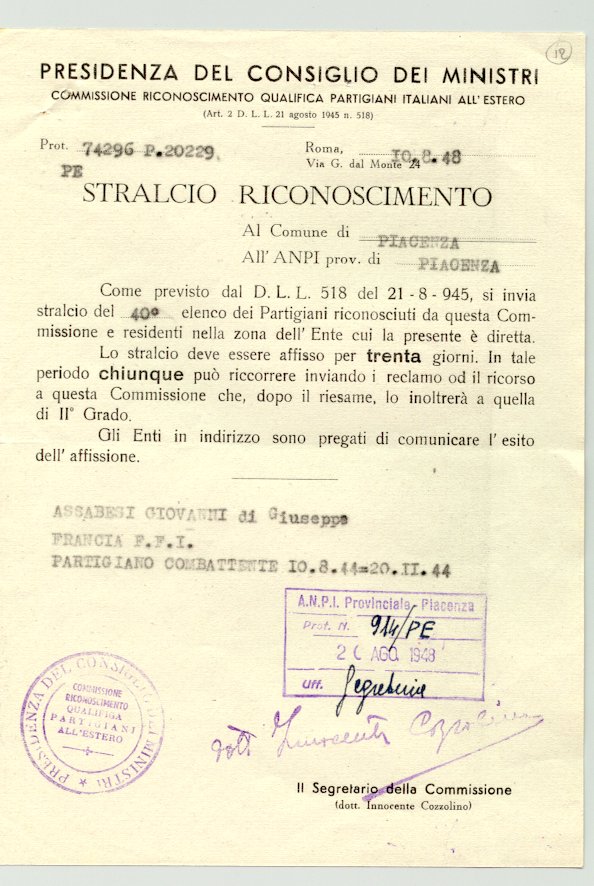 12
PRESIDENZA DEL CONSIGLIO DEI MINISTRI
COMMISSIONE RICONOSCIMENTO QUALIFICA PARTIGIANI ITALIANI ALL'ESTERO
(Art. 2 D. L. L. 21 agosto 1945 n. 518)
Prot. 74296 P.20229
PE
Roma, 10.8.48
Via G. dal Monte 24
STRALCIO RICONOSCIMENTO
Al Comune di PIACENZA
All' ANPI prov. di PIACENZA
Come previsto dal D. L. L. 518 del 21 - 8 - 945, si invia
stralcio del 40° elenco dei Partigiani riconosciuti da questa Com-
missione e residenti nella zona dell' Ente cui la presente è diretta.
Lo stralcio deve essere affisso per trenta giorni. In tale
periodo chiunque può riccorrere inviando i reclamo od il ricorso
a questa Commissione che, dopo il riesame, lo inoltrerà a quella
di II° Grado.
Gli Enti in indirizzo sono pregati di comunicare l' esito
dell' affissione.
ASSABESI GIOVANNI di Giuseppe
FRANCIA F.F.I.
PARTIGIANO COMBATTENTE IO.8.44=20.II.44
A.N.P.I. Provinciale Piacenza
Prot. N. 914/PE
2 AGO. 1948
Uff. Segreteria
PRESIDENZA DEL CONSIGLIO DEI MINISTRI
COMMISSIONE
RICONOSCIMENTO
QUALIFICA
PARTIGIANI
ALL'ESTERO
dott Innocente Cozzolino
Il Segretario della Commissione
(dott. Innocente Cozzolino)